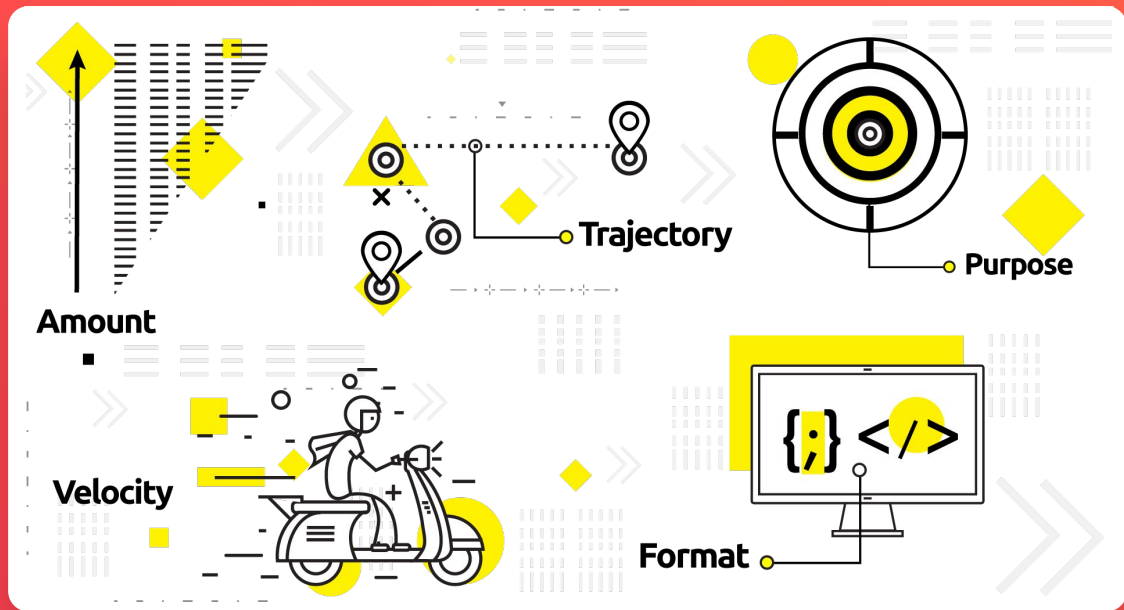 Trajectory
Purpose
Amount
Velocity
{;} </>
Format